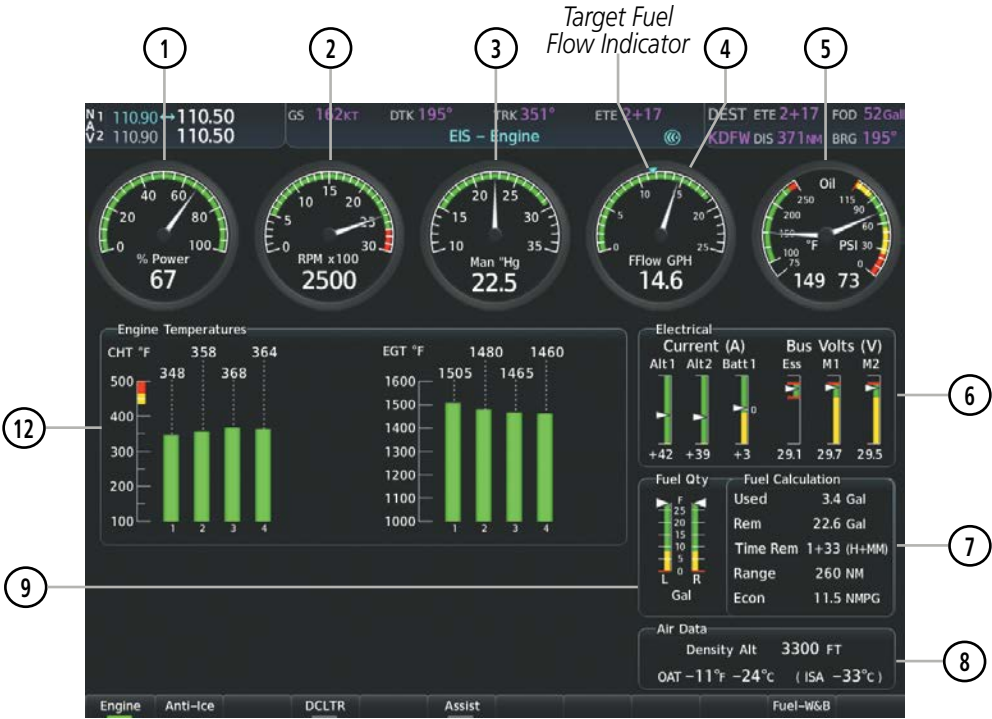 Target Fuel
Flow Indicator
1 2 3 4 5
N1 110.90↔110.50 GS 162KT DTK 195° TRK 351° ETE 2+17 DEST ETE 2+17 FOD 52Gal
A
V2 110.90 110.50 EIS – Engine KDFW DIS 371NM BRG 195°
0 20 40 60 80 100
% Power
67
0 5 10 15 20 25 30
RPM x100
2500
10 15 20 25 30 35
Man "Hg
22.5
0 5 10 15 20 25
FFlow GPH
14.6
Oil
250 200 150 100 75
°F
149
115 90 60 30 0
PSI
73
Engine Temperatures
CHT °F 358 364
348 368
500
400
300
200
100
1 2 3 4
EGT °F 1480 1460
1505 1465
1600
1500
1400
1300
1200
1100
1000
1 2 3 4
12
Electrical
Current (A) Bus Volts (V)
Alt1 Alt2 Batt1 Ess M1 M2
0
+42 +39 +3 29.1 29.7 29.5
6
Fuel Qty
F
25
20
15
10
5
0
L R
Gal
9
Fuel Calculation
Used 3.4 Gal
Rem 22.6 Gal
Time Rem 1+33 (H+MM)
Range 260 NM
Econ 11.5 NMPG
7
Air Data
Density Alt 3300 FT
OAT −11°F −24°C ( ISA −33°C )
8
Engine Anti–Ice DCLTR Assist Fuel–W&B